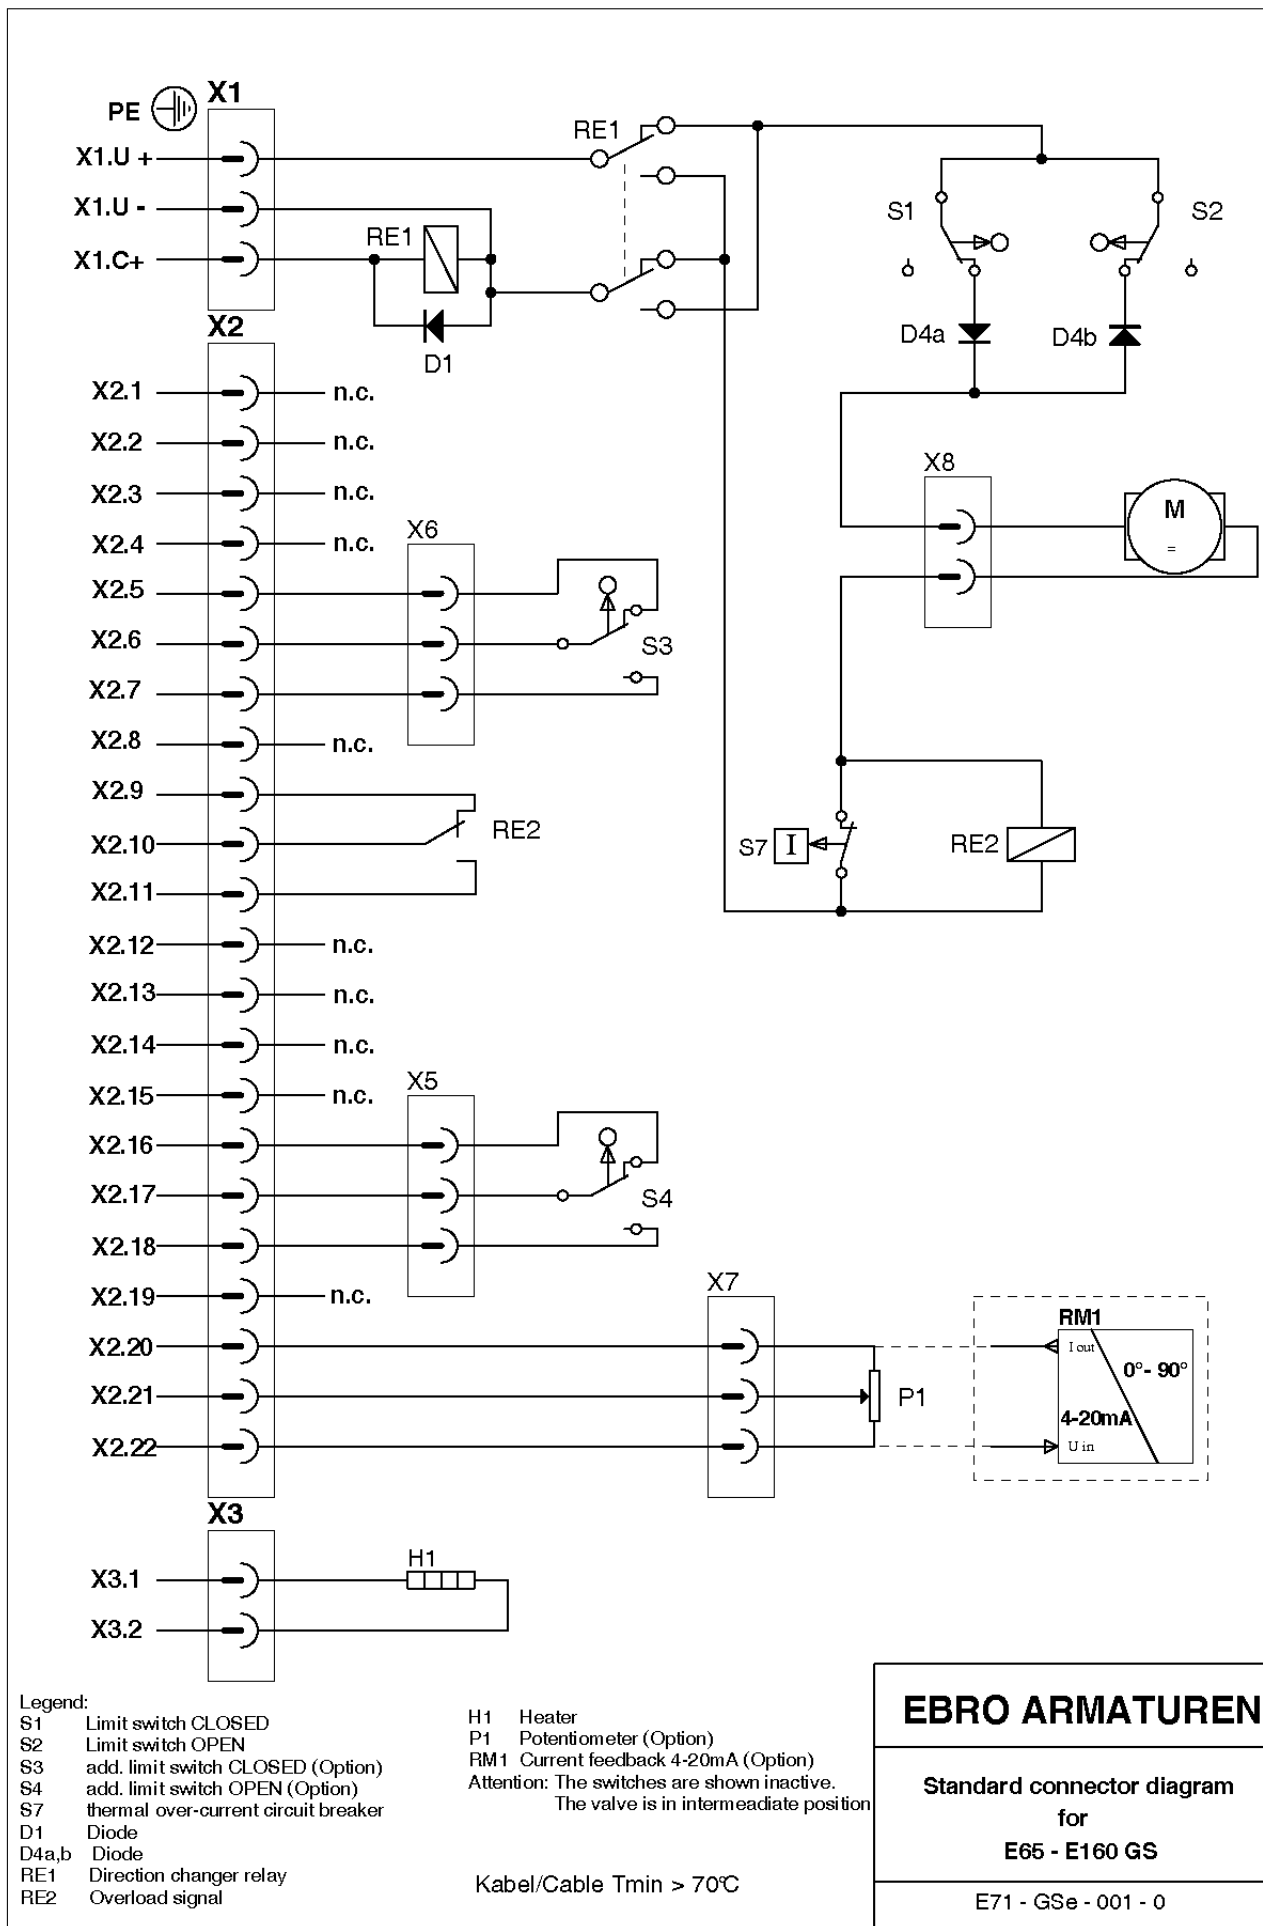 X1
PE
X1.U +
RE1
X1.U -
S1
S2
RE1
X1.C+
X2
D4a
D4b
D1
X2.1
n.c.
X2.2
n.c.
X8
X2.3
n.c.
M
=
X6
X2.4
n.c.
X2.5
X2.6
S3
X2.7
X2.8
n.c.
X2.9
RE2
X2.10
S7
I
RE2
X2.11
X2.12
n.c.
X2.13
n.c.
X2.14
n.c.
X5
X2.15
n.c.
X2.16
X2.17
S4
X2.18
X7
X2.19
n.c.
RM1
X2.20
I out
0°- 90°
X2.21
P1
4-20mA
X2.22
U in
X3
H1
X3.1
X3.2
Legend:
S1 Limit switch CLOSED
S2 Limit switch OPEN
S3 add. limit switch CLOSED (Option)
S4 add. limit switch OPEN (Option)
S7 thermal over-current circuit breaker
D1 Diode
D4a,b Diode
RE1 Direction changer relay
RE2 Overload signal
H1 Heater
P1 Potentiometer (Option)
RM1 Current feedback 4-20mA (Option)
Attention: The switches are shown inactive.
The valve is in intermeadiate position
Kabel/Cable Tmin > 70°C
EBRO ARMATUREN
Standard connector diagram
for
E65 - E160 GS
E71 - GSe - 001 - 0